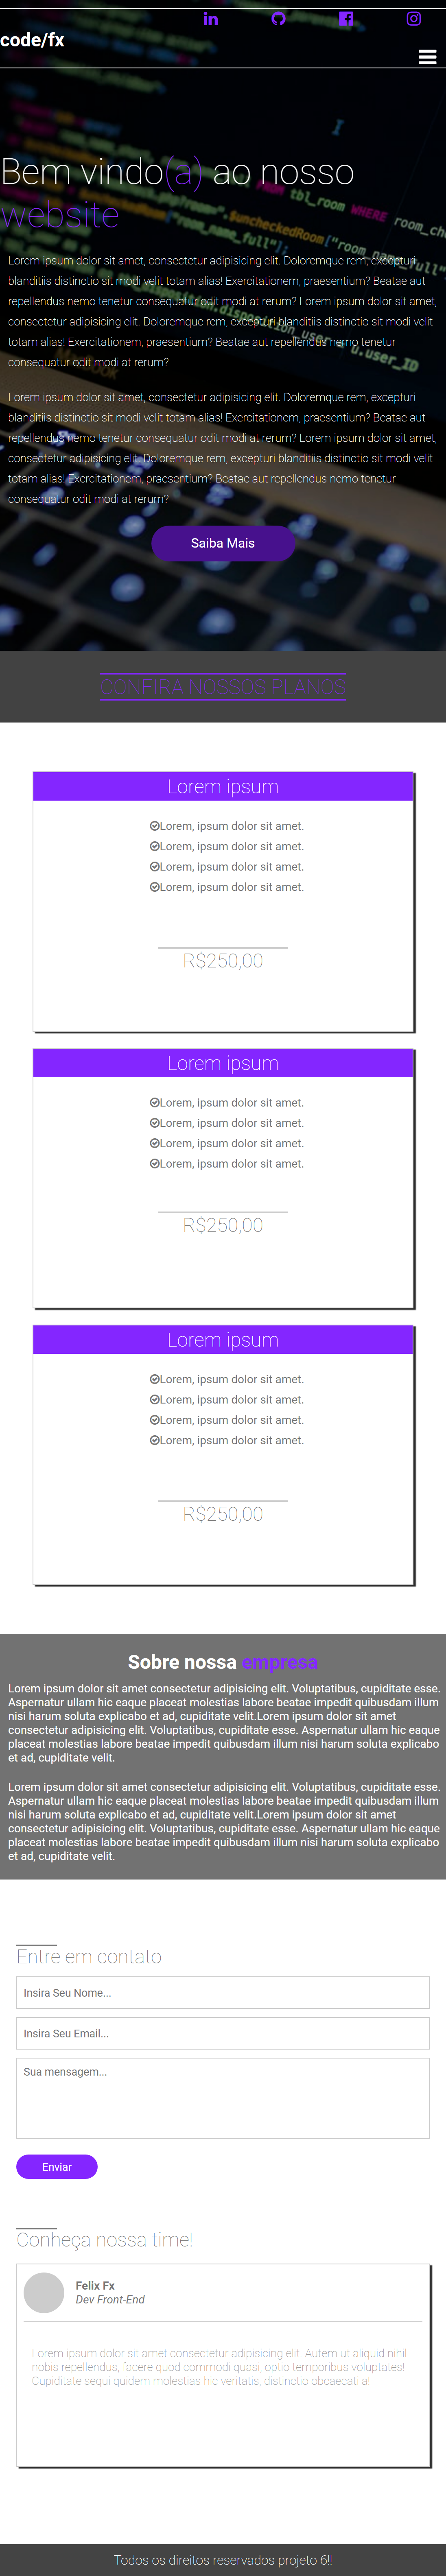 code/fx
Bem vindo(a) ao nosso
website
Lorem ipsum dolor sit amet, consectetur adipisicing elit. Doloremque rem, excepturi
blanditiis distinctio sit modi velit totam alias! Exercitationem, praesentium? Beatae aut
repellendus nemo tenetur consequatur odit modi at rerum? Lorem ipsum dolor sit amet,
consectetur adipisicing elit. Doloremque rem, excepturi blanditiis distinctio sit modi velit
totam alias! Exercitationem, praesentium? Beatae aut repellendus nemo tenetur
consequatur odit modi at rerum?
Lorem ipsum dolor sit amet, consectetur adipisicing elit. Doloremque rem, excepturi
blanditiis distinctio sit modi velit totam alias! Exercitationem, praesentium? Beatae aut
repellendus nemo tenetur consequatur odit modi at rerum? Lorem ipsum dolor sit amet,
consectetur adipisicing elit. Doloremque rem, excepturi blanditiis distinctio sit modi velit
totam alias! Exercitationem, praesentium? Beatae aut repellendus nemo tenetur
consequatur odit modi at rerum?
Saiba Mais
CONFIRA NOSSOS PLANOS
Lorem ipsum
Lorem, ipsum dolor sit amet.
Lorem, ipsum dolor sit amet.
Lorem, ipsum dolor sit amet.
Lorem, ipsum dolor sit amet.
R$250,00
Lorem ipsum
Lorem, ipsum dolor sit amet.
Lorem, ipsum dolor sit amet.
Lorem, ipsum dolor sit amet.
Lorem, ipsum dolor sit amet.
R$250,00
Lorem ipsum
Lorem, ipsum dolor sit amet.
Lorem, ipsum dolor sit amet.
Lorem, ipsum dolor sit amet.
Lorem, ipsum dolor sit amet.
R$250,00
Sobre nossa empresa
Lorem ipsum dolor sit amet consectetur adipisicing elit. Voluptatibus, cupiditate esse.
Aspernatur ullam hic eaque placeat molestias labore beatae impedit quibusdam illum
nisi harum soluta explicabo et ad, cupiditate velit.Lorem ipsum dolor sit amet
consectetur adipisicing elit. Voluptatibus, cupiditate esse. Aspernatur ullam hic eaque
placeat molestias labore beatae impedit quibusdam illum nisi harum soluta explicabo
et ad, cupiditate velit.
Lorem ipsum dolor sit amet consectetur adipisicing elit. Voluptatibus, cupiditate esse.
Aspernatur ullam hic eaque placeat molestias labore beatae impedit quibusdam illum
nisi harum soluta explicabo et ad, cupiditate velit.Lorem ipsum dolor sit amet
consectetur adipisicing elit. Voluptatibus, cupiditate esse. Aspernatur ullam hic eaque
placeat molestias labore beatae impedit quibusdam illum nisi harum soluta explicabo
et ad, cupiditate velit.
Entre em contato
Insira Seu Nome...
Insira Seu Email...
Sua mensagem...
Enviar
Conheça nossa time!
Felix Fx
Dev Front-End
Lorem ipsum dolor sit amet consectetur adipisicing elit. Autem ut aliquid nihil
nobis repellendus, facere quod commodi quasi, optio temporibus voluptates!
Cupiditate sequi quidem molestias hic veritatis, distinctio obcaecati a!
Todos os direitos reservados projeto 6!!